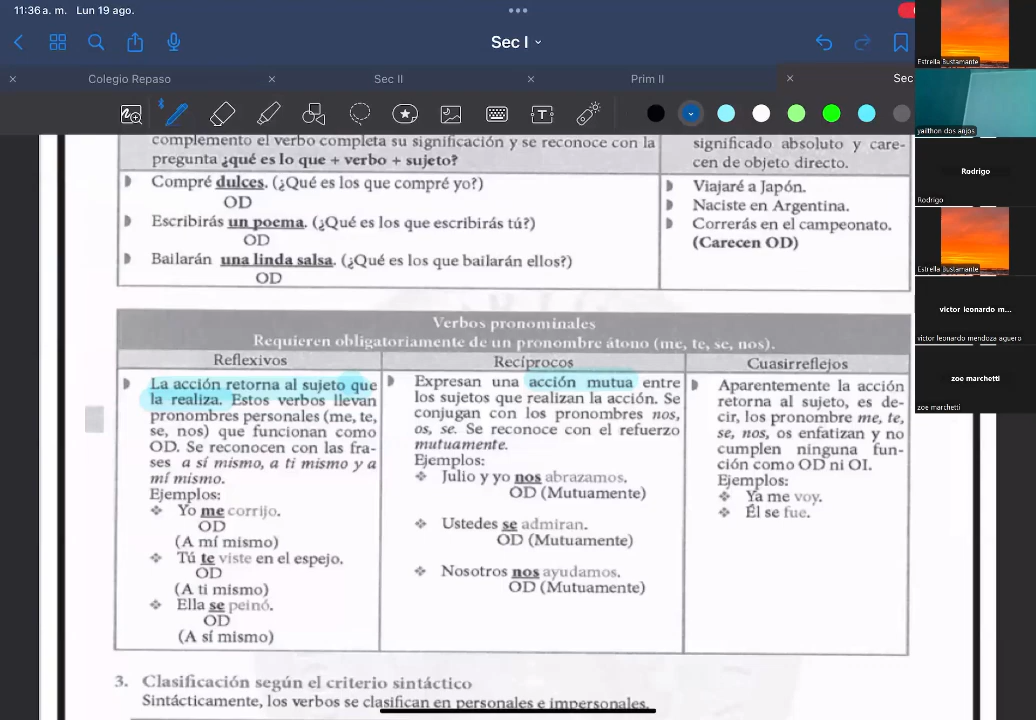 11:36 a. m. Lun 19 ago.
Sec I
Colegio Repaso
Sec II
Prim II
Sec
complemento el verbo completa su significación y se reconoce con la
pregunta ¿qué es lo que + verbo + sujeto?
Compré dulces. (¿Qué es los que compré yo?)
OD
Escribirás un poema. (¿Qué es los que escribirás tú?)
OD
Bailarán una linda salsa. (¿Qué es los que bailarán ellos?)
OD
significado absoluto y care-
cen de objeto directo.
Viajaré a Japón.
Naciste en Argentina.
Correrás en el campeonato.
(Carecen OD)
Verbos pronominales
Requieren obligatoriamente de un pronombre átono (me, te, se, nos).
Reflexivos
La acción retorna al sujeto que
la realiza. Estos verbos llevan
pronombres personales (me, te,
se, nos) que funcionan como
OD. Se reconocen con las fra-
ses a sí mismo, a ti mismo y a
mí mismo.
Ejemplos:
Yo me corrijo.
OD
(A mí mismo)
Tú te viste en el espejo.
OD
(A ti mismo)
Ella se peinó.
OD
(A sí mismo)
Recíprocos
Expresan una acción mutua entre
los sujetos que realizan la acción. Se
conjugan con los pronombres nos,
os, se. Se reconoce con el refuerzo
mutuamente.
Ejemplos:
Julio y yo nos abrazamos.
OD (Mutuamente)
Ustedes se admiran.
OD (Mutuamente)
Nosotros nos ayudamos.
OD (Mutuamente)
Cuasirreflejos
Aparentemente la acción
retorna al sujeto, es de-
cir, los pronombre me, te,
se, nos, os enfatizan y no
cumplen ninguna fun-
ción como OD ni OI.
Ejemplos:
Ya me voy.
Él se fue.
3. Clasificación según el criterio sintáctico
Sintácticamente, los verbos se clasifican en personales e impersonales.
Estrella Bustamante
yailthon dos anjos
Rodrigo
Rodrigo
Estrella Bustamante
victor leonardo m...
victor leonardo mendoza aguero
zoe marchetti
zoe marchetti